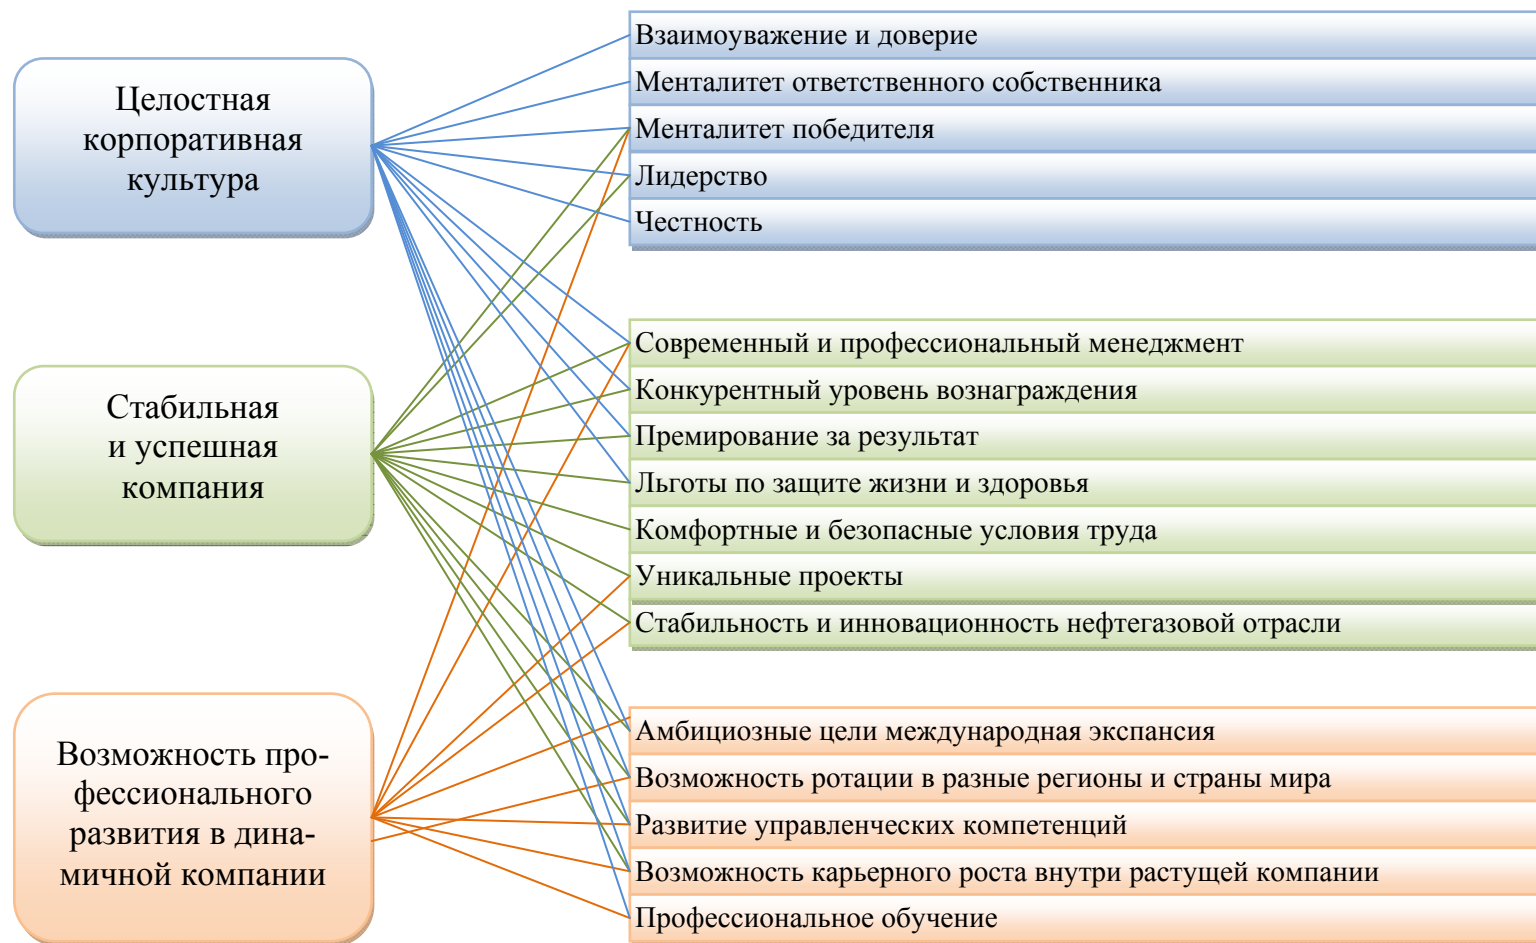 Целостная
корпоративная
культура
Взаимоуважение и доверие
Менталитет ответственного собственника
Менталитет победителя
Лидерство
Честность
Стабильная
и успешная
компания
Современный и профессиональный менеджмент
Конкурентный уровень вознаграждения
Премирование за результат
Льготы по защите жизни и здоровья
Комфортные и безопасные условия труда
Уникальные проекты
Стабильность и инновационность нефтегазовой отрасли
Возможность про-
фессионального
развития в дина-
мичной компании
Амбициозные цели международная экспансия
Возможность ротации в разные регионы и страны мира
Развитие управленческих компетенций
Возможность карьерного роста внутри растущей компании
Профессиональное обучение